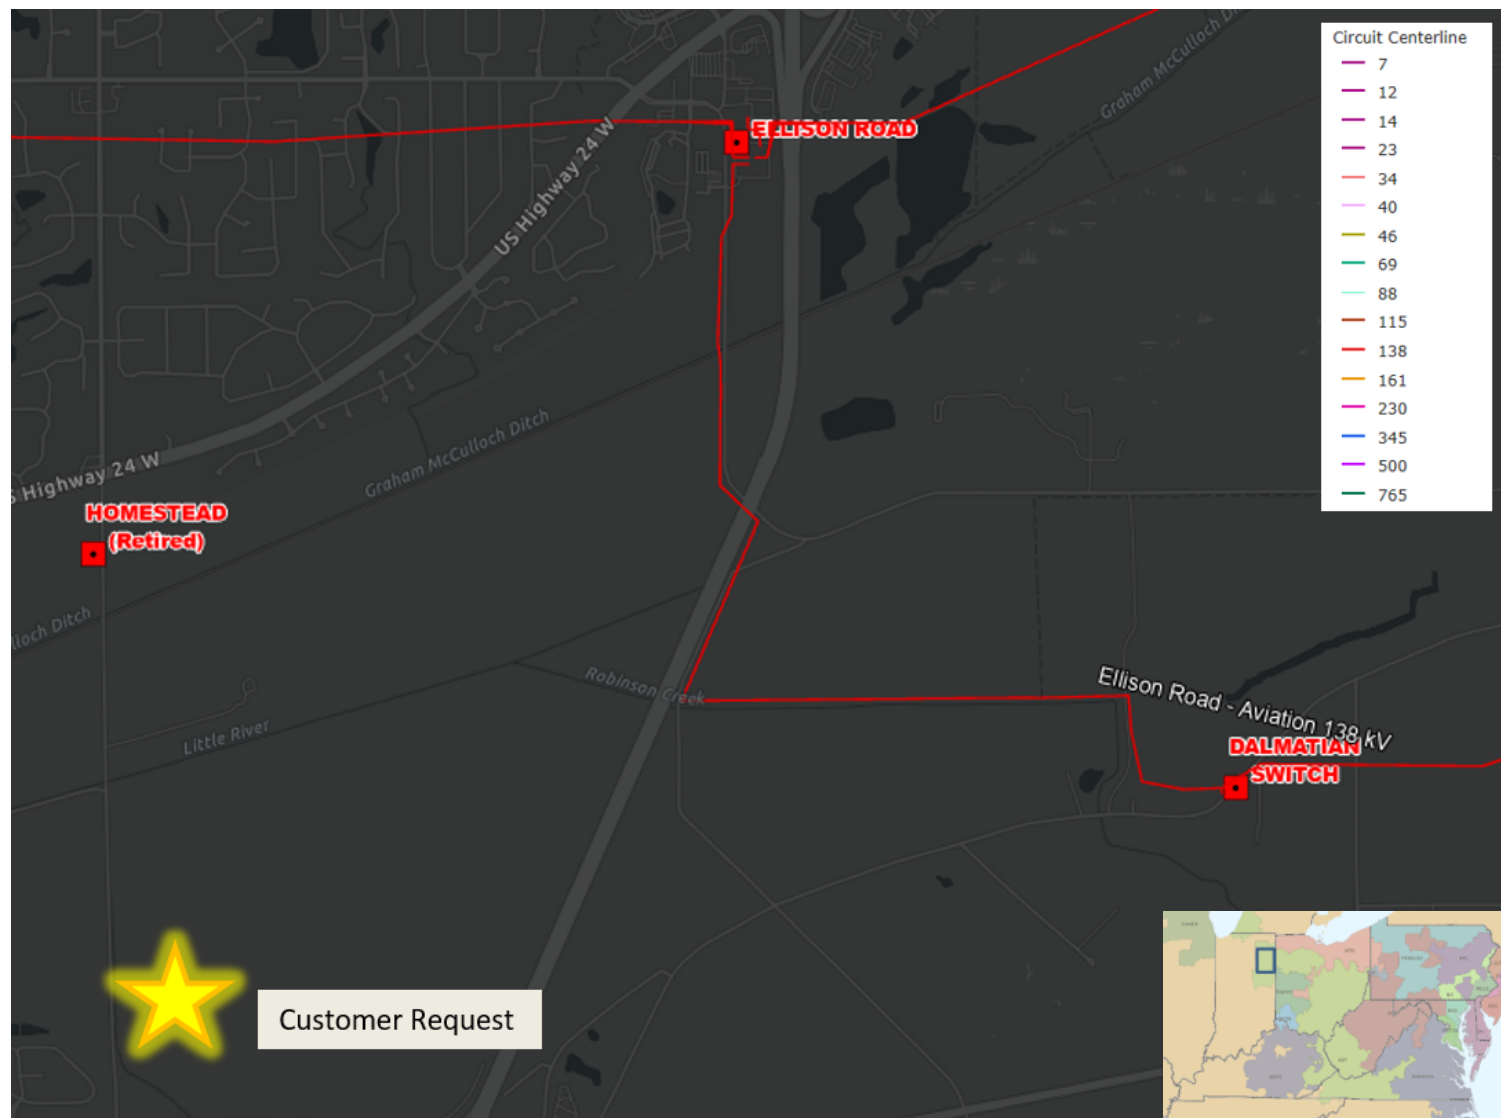 Circuit Centerline
7
12
14
23
34
40
46
69
88
115
138
161
230
345
500
765
Graham McCulloch Di
ELLISON ROAD
US Highway 24 W
Graham McCulloch Ditch
S Highway 24 W
HOMESTEAD
(Retired)
lloch Ditch
Robinson Creek
Little River
Ellison Road - Aviation 138 kV
DALMATIAN
SWITCH
Customer Request